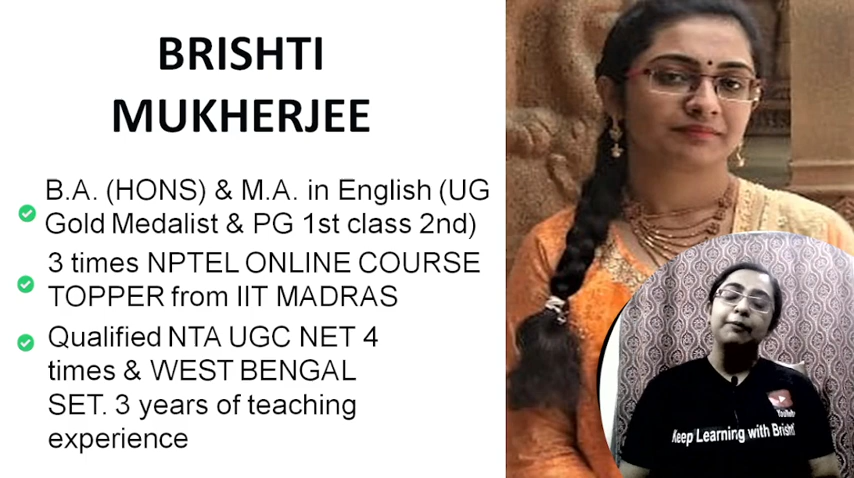 BRISHTI
MUKHERJEE
B.A. (HONS) & M.A. in English (UG
Gold Medalist & PG 1st class 2nd)
3 times NPTEL ONLINE COURSE
TOPPER from IIT MADRAS
Qualified NTA UGC NET 4
times & WEST BENGAL
SET. 3 years of teaching
experience
YouTube
Keep Learning with Brishti